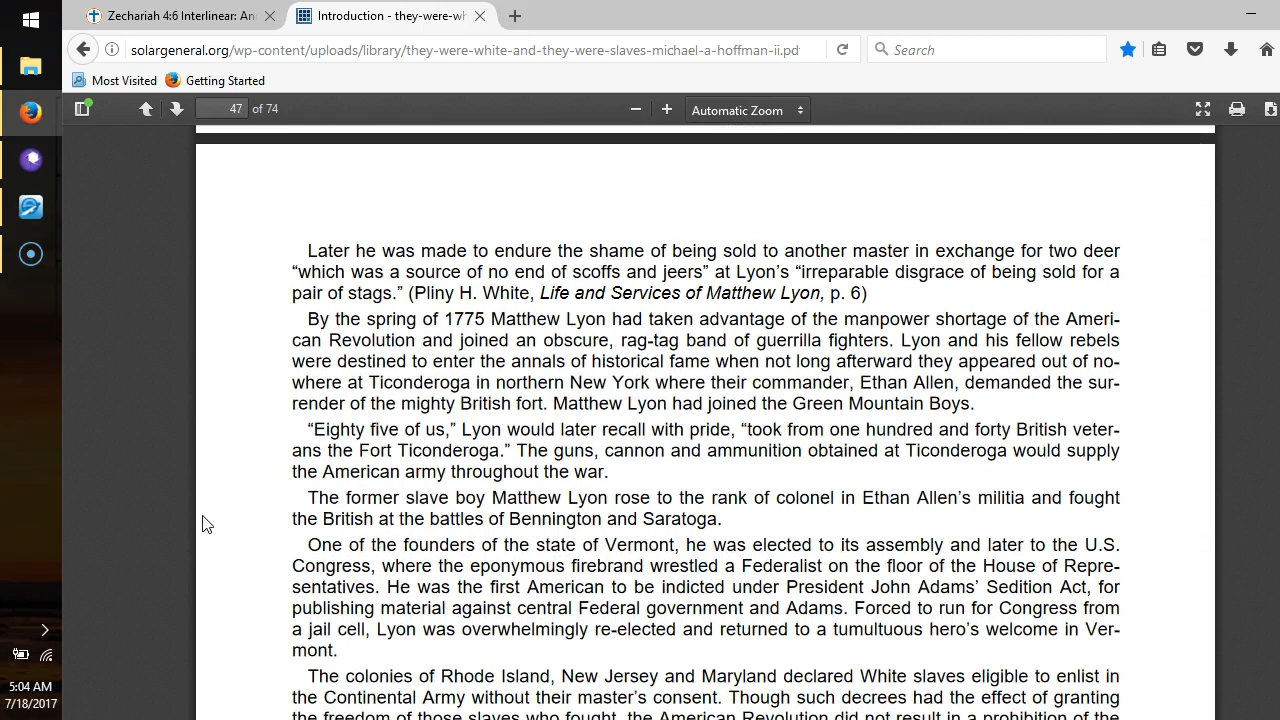 Zechariah 4:6 Interlinear: An
Introduction - they-were-wh
solargeneral.org/wp-content/uploads/library/they-were-white-and-they-were-slaves-michael-a-hoffman-ii.pdf
Search
Most Visited
Getting Started
47 of 74
Automatic Zoom
Later he was made to endure the shame of being sold to another master in exchange for two deer
“which was a source of no end of scoffs and jeers” at Lyon’s “irreparable disgrace of being sold for a
pair of stags.” (Pliny H. White, Life and Services of Matthew Lyon, p. 6)
By the spring of 1775 Matthew Lyon had taken advantage of the manpower shortage of the Ameri-
can Revolution and joined an obscure, rag-tag band of guerrilla fighters. Lyon and his fellow rebels
were destined to enter the annals of historical fame when not long afterward they appeared out of no-
where at Ticonderoga in northern New York where their commander, Ethan Allen, demanded the sur-
render of the mighty British fort. Matthew Lyon had joined the Green Mountain Boys.
“Eighty five of us,” Lyon would later recall with pride, “took from one hundred and forty British veter-
ans the Fort Ticonderoga.” The guns, cannon and ammunition obtained at Ticonderoga would supply
the American army throughout the war.
The former slave boy Matthew Lyon rose to the rank of colonel in Ethan Allen’s militia and fought
the British at the battles of Bennington and Saratoga.
One of the founders of the state of Vermont, he was elected to its assembly and later to the U.S.
Congress, where the eponymous firebrand wrestled a Federalist on the floor of the House of Repre-
sentatives. He was the first American to be indicted under President John Adams’ Sedition Act, for
publishing material against central Federal government and Adams. Forced to run for Congress from
a jail cell, Lyon was overwhelmingly re-elected and returned to a tumultuous hero’s welcome in Ver-
mont.
The colonies of Rhode Island, New Jersey and Maryland declared White slaves eligible to enlist in
the Continental Army without their master’s consent. Though such decrees had the effect of granting
the freedom of those slaves who fought, the American Revolution did not result in a prohibition of the
5:04 AM
7/18/2017